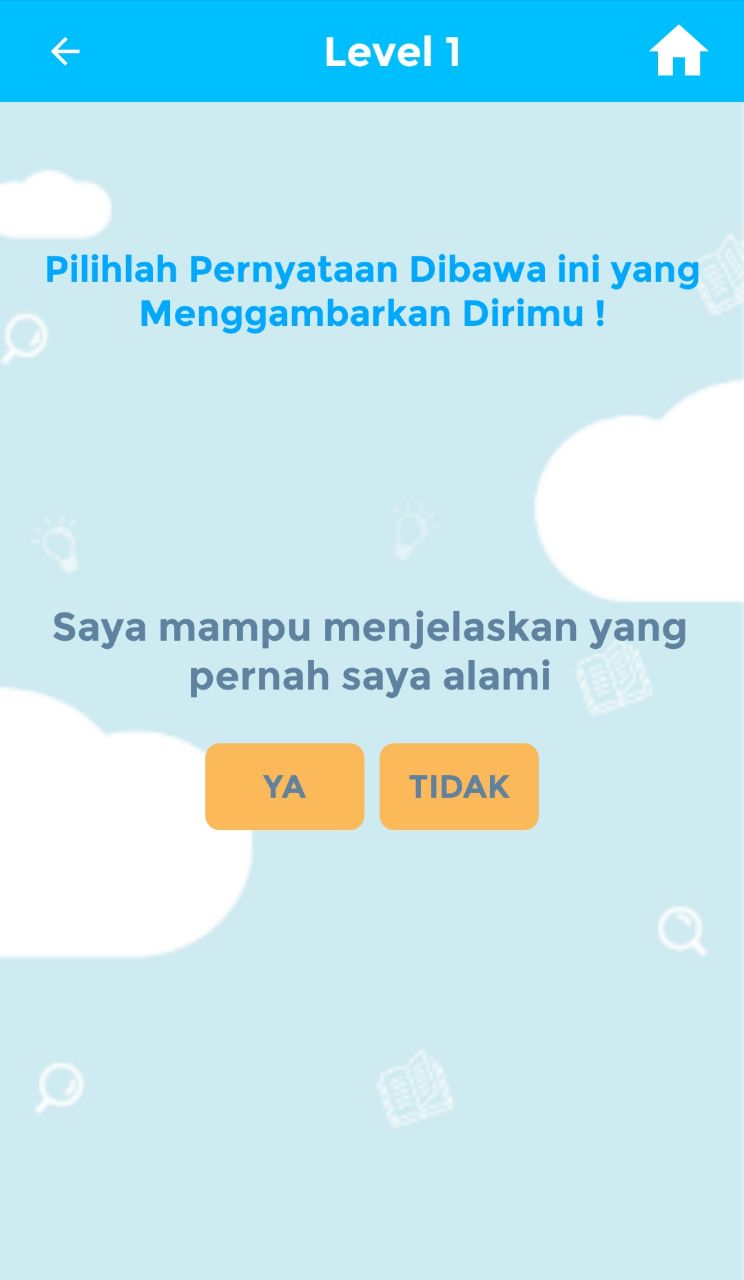 Level 1
Pilihlah Pernyataan Dibawa ini yang
Menggambarkan Dirimu !
Saya mampu menjelaskan yang
pernah saya alami
YA
TIDAK